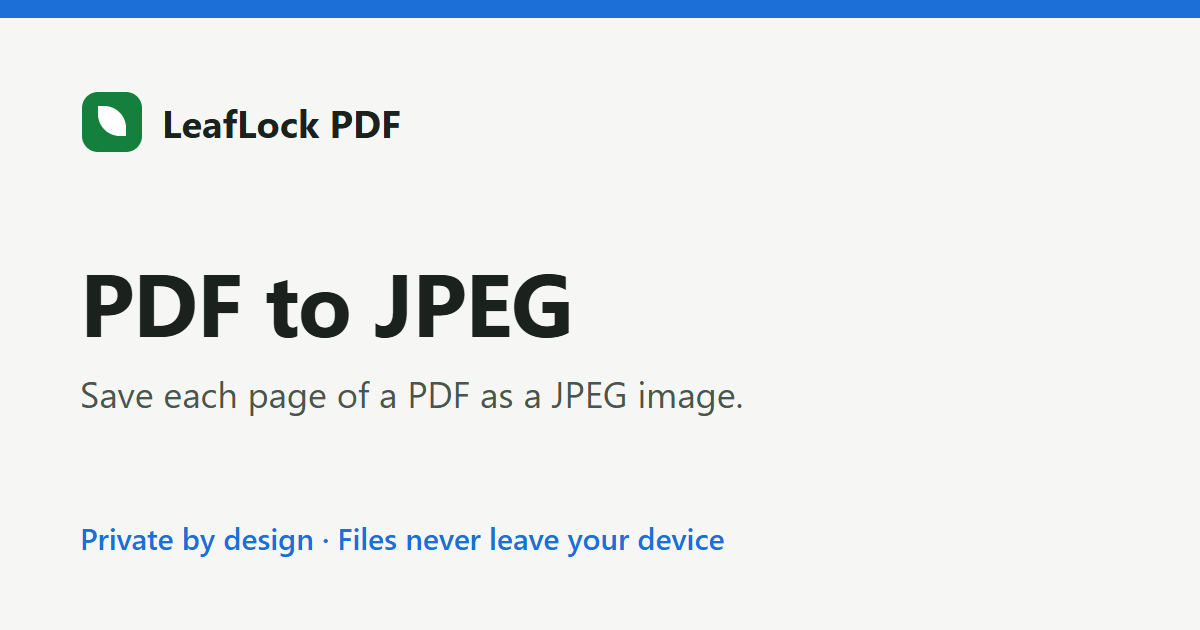 LeafLock PDF
PDF to JPEG
Save each page of a PDF as a JPEG image.
Private by design · Files never leave your device